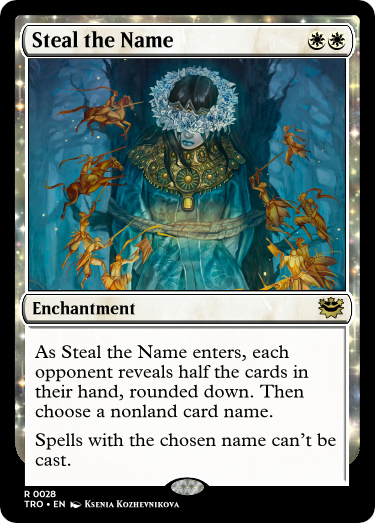 Steal the Name
Enchantment
As Steal the Name enters, each
opponent reveals half the cards in
their hand, rounded down. Then
choose a nonland card name.
Spells with the chosen name can't be
cast.
R 0028
TRO • EN Ksenia Kozhevnikova